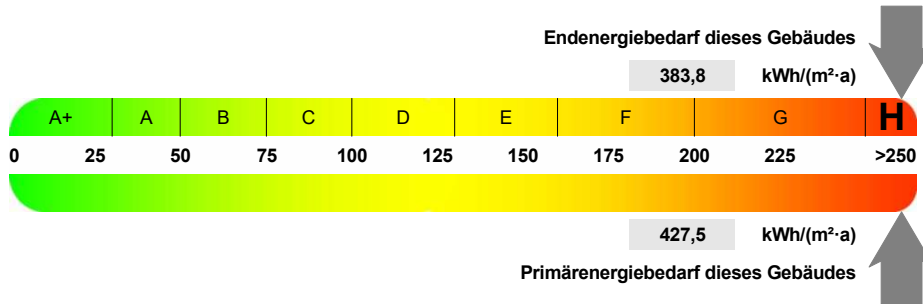 Endenergiebedarf dieses Gebäudes
383,8 kWh/(m²·a)
A+ A B C D E F G H
0 25 50 75 100 125 150 175 200 225 >250
427,5 kWh/(m²·a)
Primärenergiebedarf dieses Gebäudes